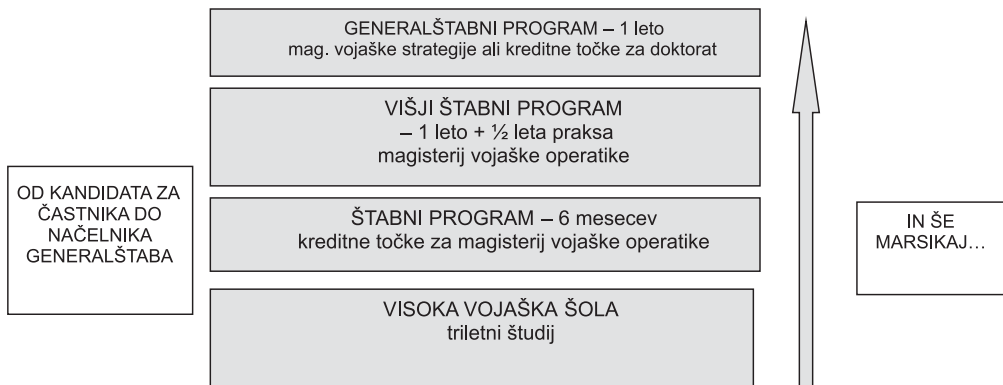 GENERALŠTABNI PROGRAM – 1 leto
mag. vojaške strategije ali kreditne točke za doktorat
VIŠJI ŠTABNI PROGRAM
– 1 leto + ½ leta praksa
magisterij vojaške operatike
OD KANDIDATA ZA
ČASTNIKA DO
NAČELNIKA
GENERALŠTABA
ŠTABNI PROGRAM – 6 mesecev
kreditne točke za magisterij vojaške operatike
IN ŠE
MARSIKAJ…
VISOKA VOJAŠKA ŠOLA
triletni študij